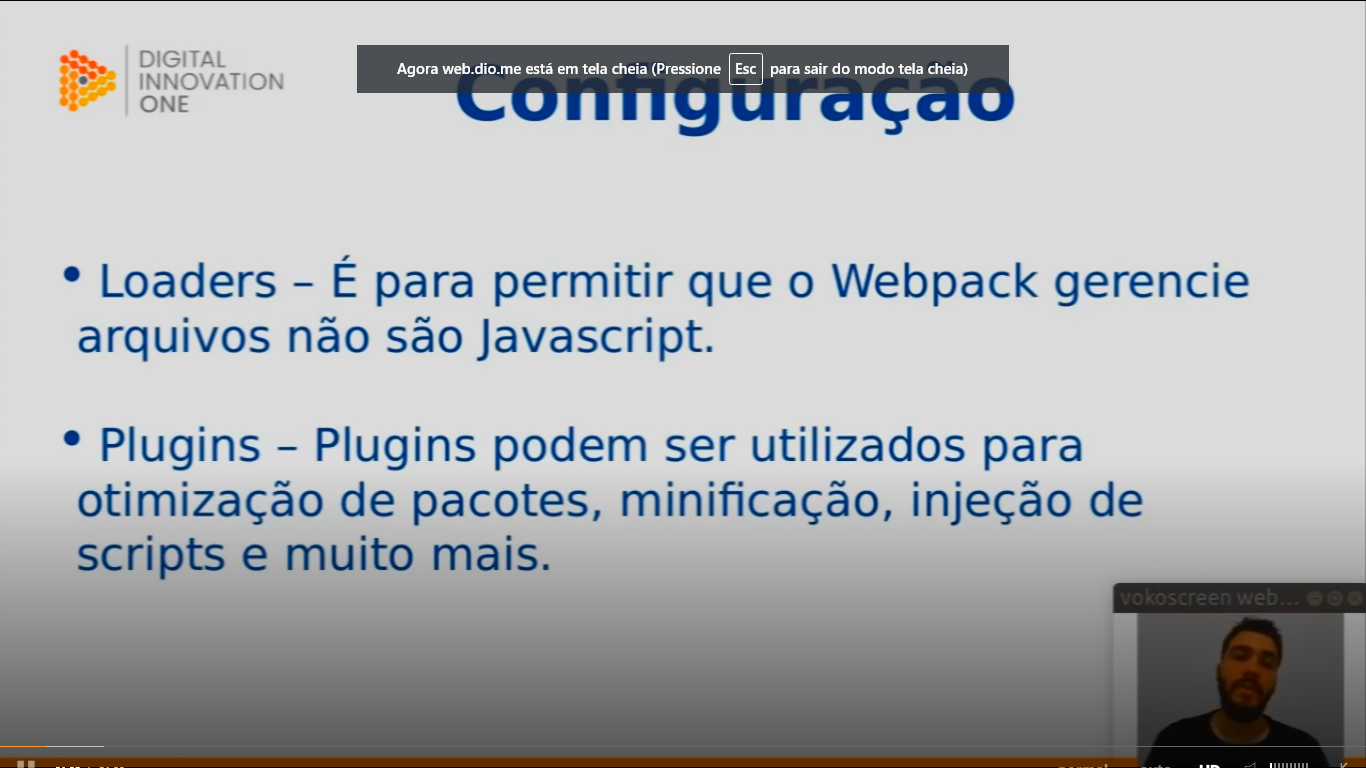 DIGITAL
INNOVATION
ONE
Agora web.dio.me está em tela cheia (Pressione Esc para sair do modo tela cheia)
Configuração
• Loaders – É para permitir que o Webpack gerencie
arquivos não são Javascript.
• Plugins – Plugins podem ser utilizados para
otimização de pacotes, minificação, injeção de
scripts e muito mais.
vokoscreen web...
normal
auto
HD